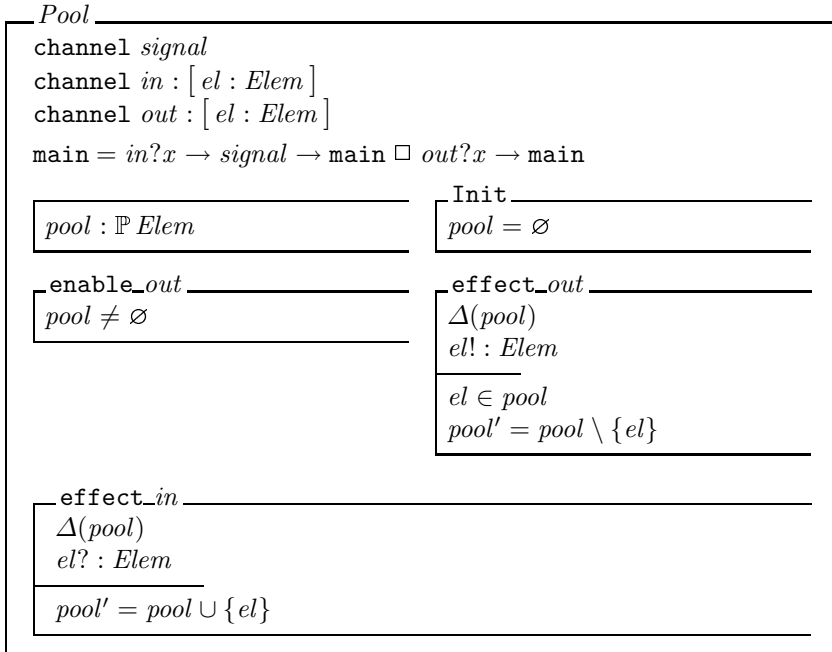 Pool
channel signal
channel in : [ el : Elem ]
channel out : [ el : Elem ]
main = in?x → signal → main □ out?x → main
pool : ℙ Elem
Init
pool = ∅
enable_out
pool ≠ ∅
effect_out
Δ(pool)
el! : Elem
el ∈ pool
pool′ = pool \ {el}
effect_in
Δ(pool)
el? : Elem
pool′ = pool ∪ {el}